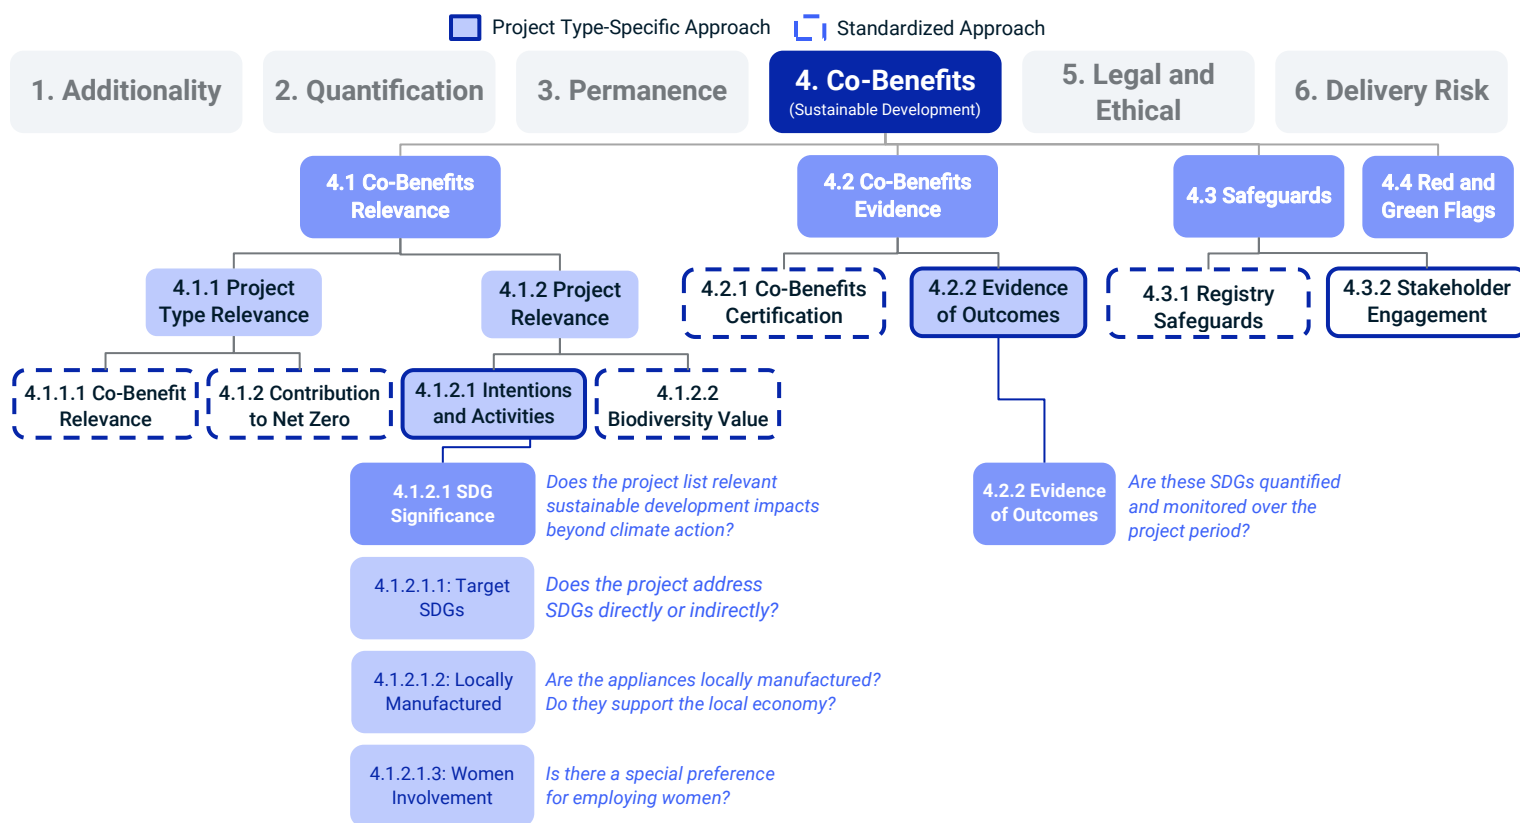 Project Type-Specific Approach
Standardized Approach
1. Additionality
2. Quantification
3. Permanence
4. Co-Benefits
(Sustainable Development)
5. Legal and
Ethical
6. Delivery Risk
4.1 Co-Benefits
Relevance
4.2 Co-Benefits
Evidence
4.3 Safeguards
4.4 Red and
Green Flags
4.1.1 Project
Type Relevance
4.1.2 Project
Relevance
4.2.1 Co-Benefits
Certification
4.2.2 Evidence
of Outcomes
4.3.1 Registry
Safeguards
4.3.2 Stakeholder
Engagement
4.1.1.1 Co-Benefit
Relevance
4.1.2 Contribution
to Net Zero
4.1.2.1 Intentions
and Activities
4.1.2.2
Biodiversity Value
4.1.2.1 SDG
Significance
Does the project list relevant
sustainable development impacts
beyond climate action?
4.2.2 Evidence
of Outcomes
Are these SDGs quantified
and monitored over the
project period?
4.1.2.1.1: Target
SDGs
Does the project address
SDGs directly or indirectly?
4.1.2.1.2: Locally
Manufactured
Are the appliances locally manufactured?
Do they support the local economy?
4.1.2.1.3: Women
Involvement
Is there a special preference
for employing women?